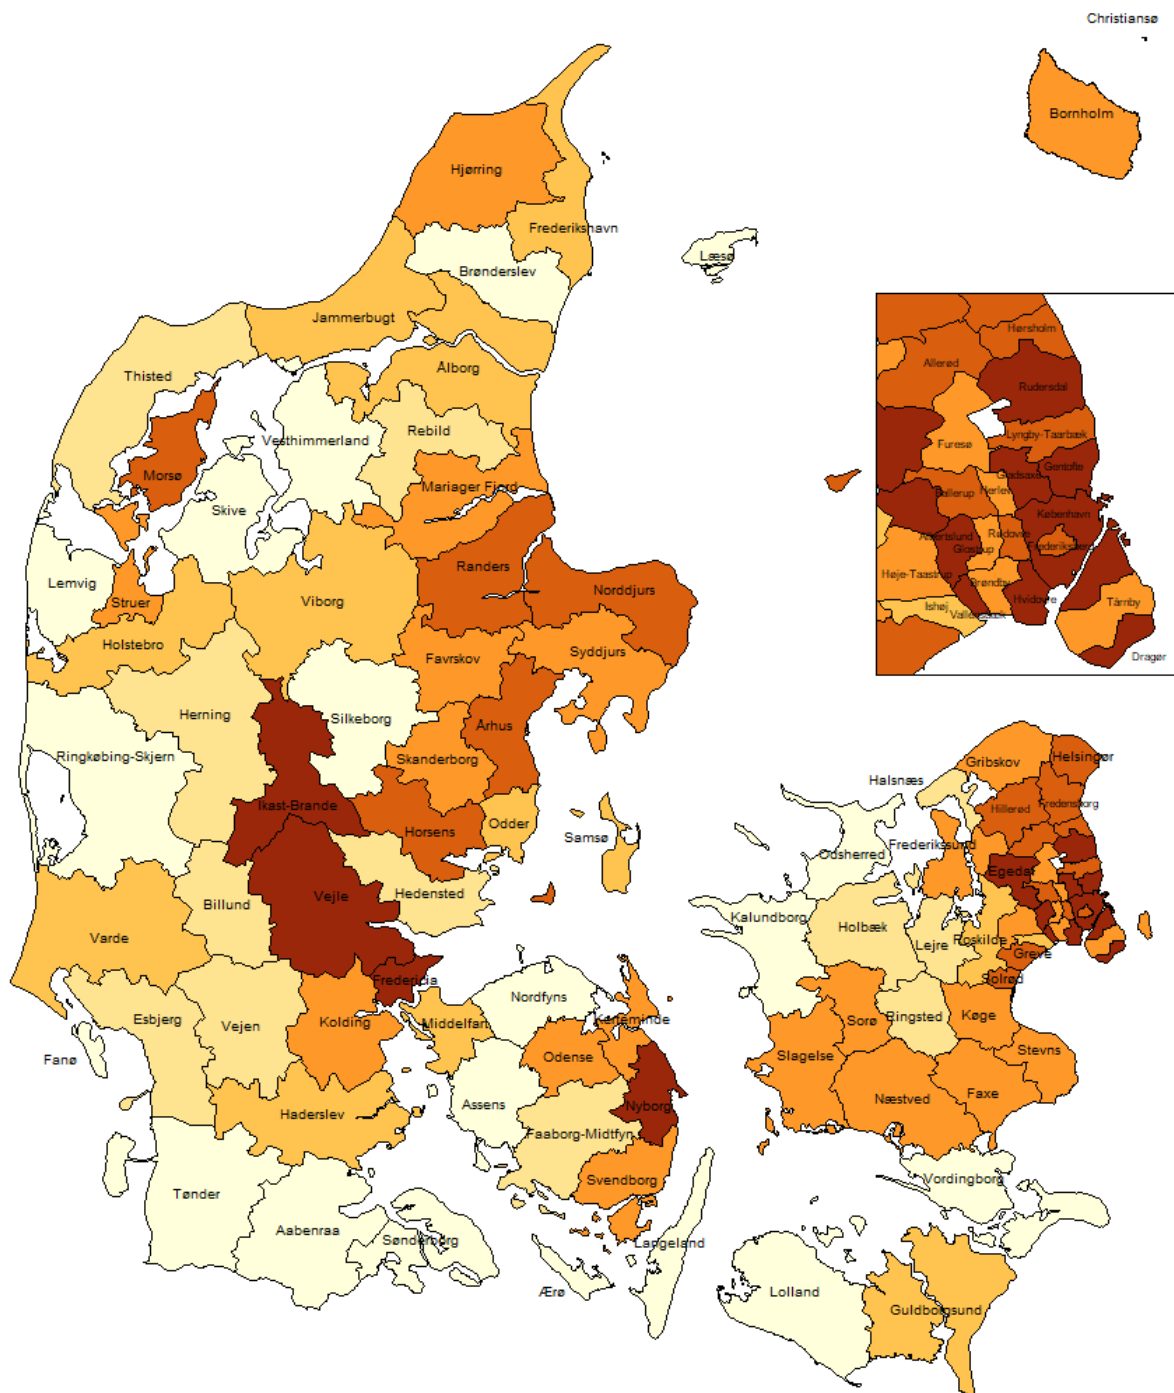 Christiansø
Bornholm
Hjørring
Frederikshavn
Læsø
Brønderslev
Jammerbugt
Hørsholm
Allerød
Ålborg
Thisted
Rudersdal
Rebild
Vesthimmerland
Lyngby-Taarbæk
Furesø
Gentofte
Morsø
Gladsaxe
Mariager Fjord
Ballerup
Herlev
Skive
København
Albertslund
Rødovre
Glostrup
Frederiksberg
Randers
Høje-Taastrup
Lemvig
Brøndby
Norddjurs
Viborg
Struer
Hvidovre
Tårnby
Ishøj
Vallensbæk
Holstebro
Syddjurs
Favrskov
Dragør
Herning
Silkeborg
Århus
Ringkøbing-Skjern
Skanderborg
Helsingør
Gribskov
Halsnæs
Ikast-Brande
Fredensborg
Hillerød
Horsens
Odder
Samsø
Frederikssund
Odsherred
Egedal
Hedensted
Vejle
Billund
Kalundborg
Holbæk
Varde
Roskilde
Lejre
Greve
Fredericia
Solrød
Nordfyns
Esbjerg
Vejen
Kolding
Middelfart
Kerteminde
Sorø
Ringsted
Køge
Stevns
Slagelse
Odense
Fanø
Faxe
Næstved
Assens
Nyborg
Haderslev
Faaborg-Midtfyn
Svendborg
Vordingborg
Tønder
Aabenraa
Sønderborg
Langeland
Ærø
Lolland
Guldborgsund